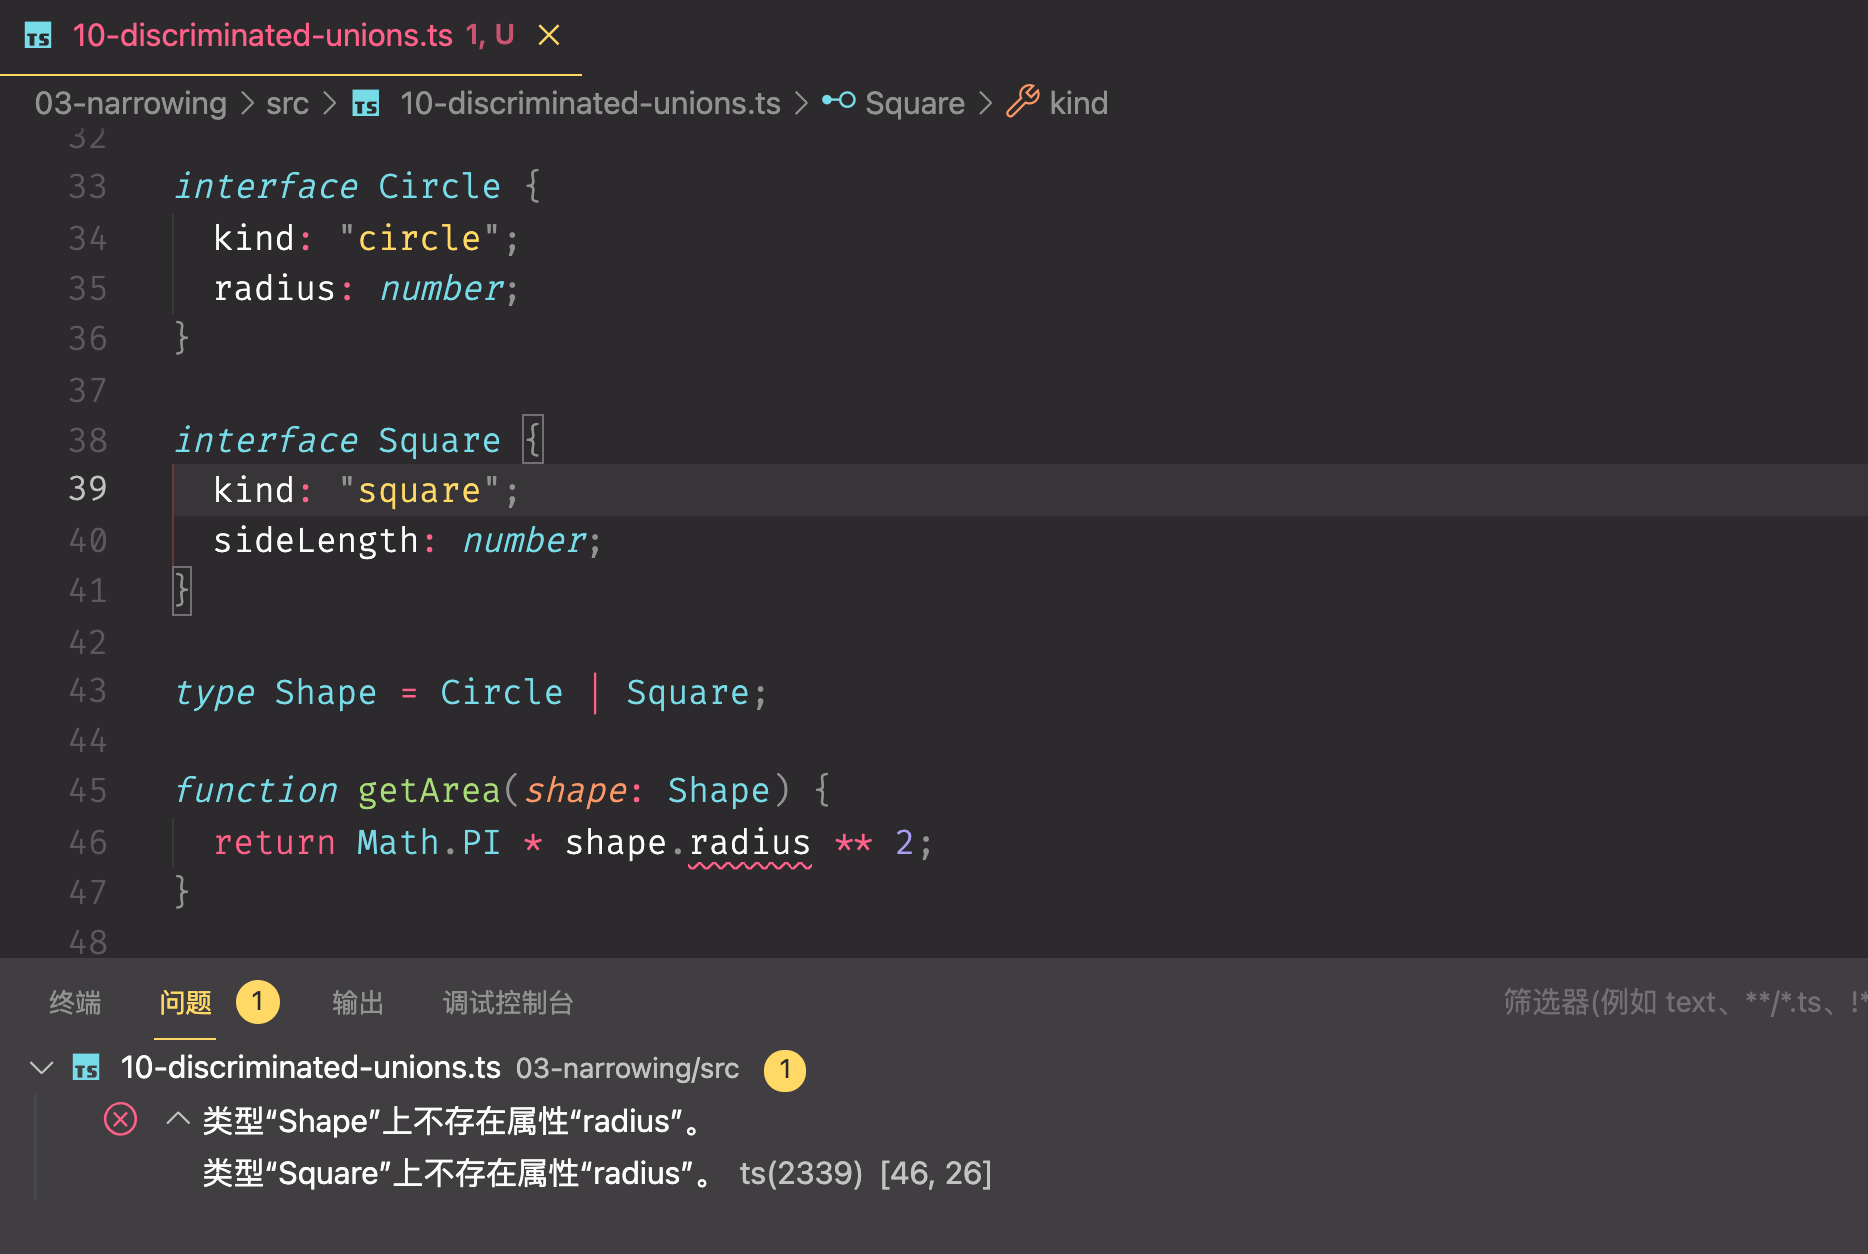 TS 10-discriminated-unions.ts 1, U
03-narrowing > src > TS 10-discriminated-unions.ts > Square > kind
32
33 interface Circle {
34 kind: "circle";
35 radius: number;
36 }
37
38 interface Square {
39 kind: "square";
40 sideLength: number;
41 }
42
43 type Shape = Circle | Square;
44
45 function getArea(shape: Shape) {
46 return Math.PI * shape.radius ** 2;
47 }
48
终端 问题 1 输出 调试控制台 筛选器(例如 text、**/*.ts、!*
TS 10-discriminated-unions.ts 03-narrowing/src 1
类型“Shape”上不存在属性“radius”。
类型“Square”上不存在属性“radius”。 ts(2339) [46, 26]